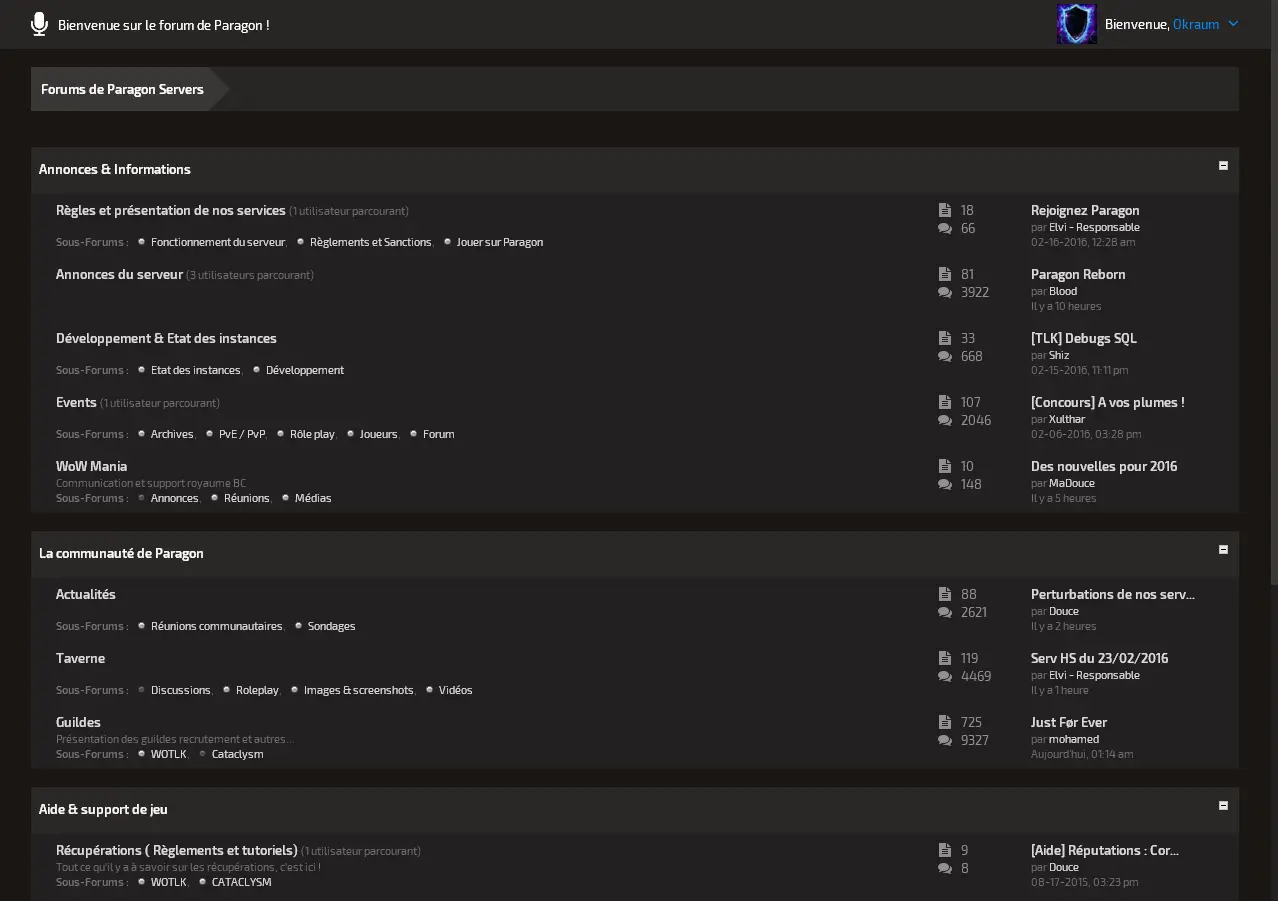 Bienvenue sur le forum de Paragon !
Bienvenue, Okraum
Forums de Paragon Servers
Annonces & Informations
Règles et présentation de nos services (1 utilisateur parcourant)
18
66
Sous-Forums : Fonctionnement du serveur, Règlements et Sanctions, Jouer sur Paragon
Rejoignez Paragon
par Elvi - Responsable
02-16-2016, 12:28 am
Annonces du serveur (3 utilisateurs parcourant)
81
3922
Paragon Reborn
par Blood
Il y a 10 heures
Développement & Etat des instances
33
668
Sous-Forums : Etat des instances, Développement
[TLK] Debugs SQL
par Shiz
02-15-2016, 11:11 pm
Events (1 utilisateur parcourant)
107
2046
Sous-Forums : Archives, PvE / PvP, Rôle play, Joueurs, Forum
[Concours] A vos plumes !
par Xulthar
02-06-2016, 03:28 pm
WoW Mania
Communication et support royaume BC
Sous-Forums : Annonces, Réunions, Médias
10
148
Des nouvelles pour 2016
par MaDouce
Il y a 5 heures
La communauté de Paragon
Actualités
88
2621
Sous-Forums : Réunions communautaires, Sondages
Perturbations de nos serv...
par Douce
Il y a 2 heures
Taverne
119
4469
Sous-Forums : Discussions, Roleplay, Images & screenshots, Vidéos
Serv HS du 23/02/2016
par Elvi - Responsable
Il y a 1 heure
Guildes
Présentation des guildes recrutement et autres...
Sous-Forums : WOTLK, Cataclysm
725
9327
Just Før Ever
par mohamed
Aujourd'hui, 01:14 am
Aide & support de jeu
Récupérations ( Règlements et tutoriels) (1 utilisateur parcourant)
Tout ce qu'il y a à savoir sur les récupérations, c'est ici !
Sous-Forums : WOTLK, CATACLYSM
9
8
[Aide] Réputations : Cor...
par Douce
08-17-2015, 03:23 pm